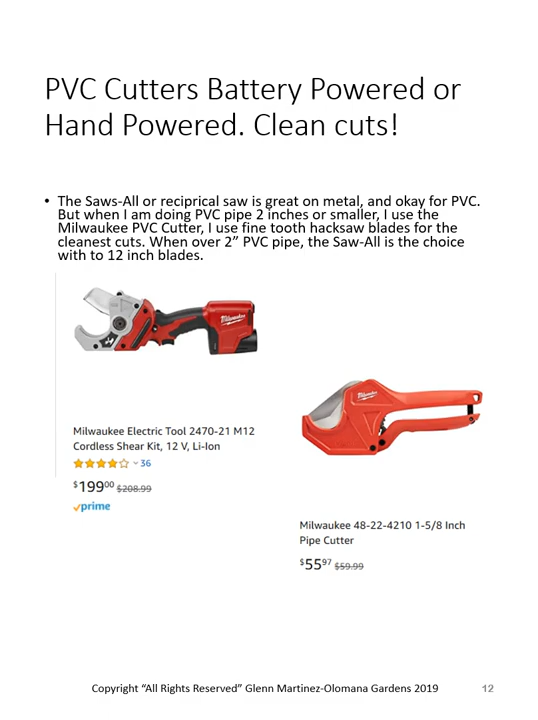 PVC Cutters Battery Powered or
Hand Powered. Clean cuts!
• The Saws-All or reciprical saw is great on metal, and okay for PVC.
But when I am doing PVC pipe 2 inches or smaller, I use the
Milwaukee PVC Cutter, I use fine tooth hacksaw blades for the
cleanest cuts. When over 2” PVC pipe, the Saw-All is the choice
with to 12 inch blades.
Milwaukee
Milwaukee
Milwaukee Electric Tool 2470-21 M12
Cordless Shear Kit, 12 V, Li-Ion
36
$199⁰⁰ $208.99
prime
Milwaukee 48-22-4210 1-5/8 Inch
Pipe Cutter
$55⁹⁷ $59.99
Copyright “All Rights Reserved” Glenn Martinez-Olomana Gardens 2019 12